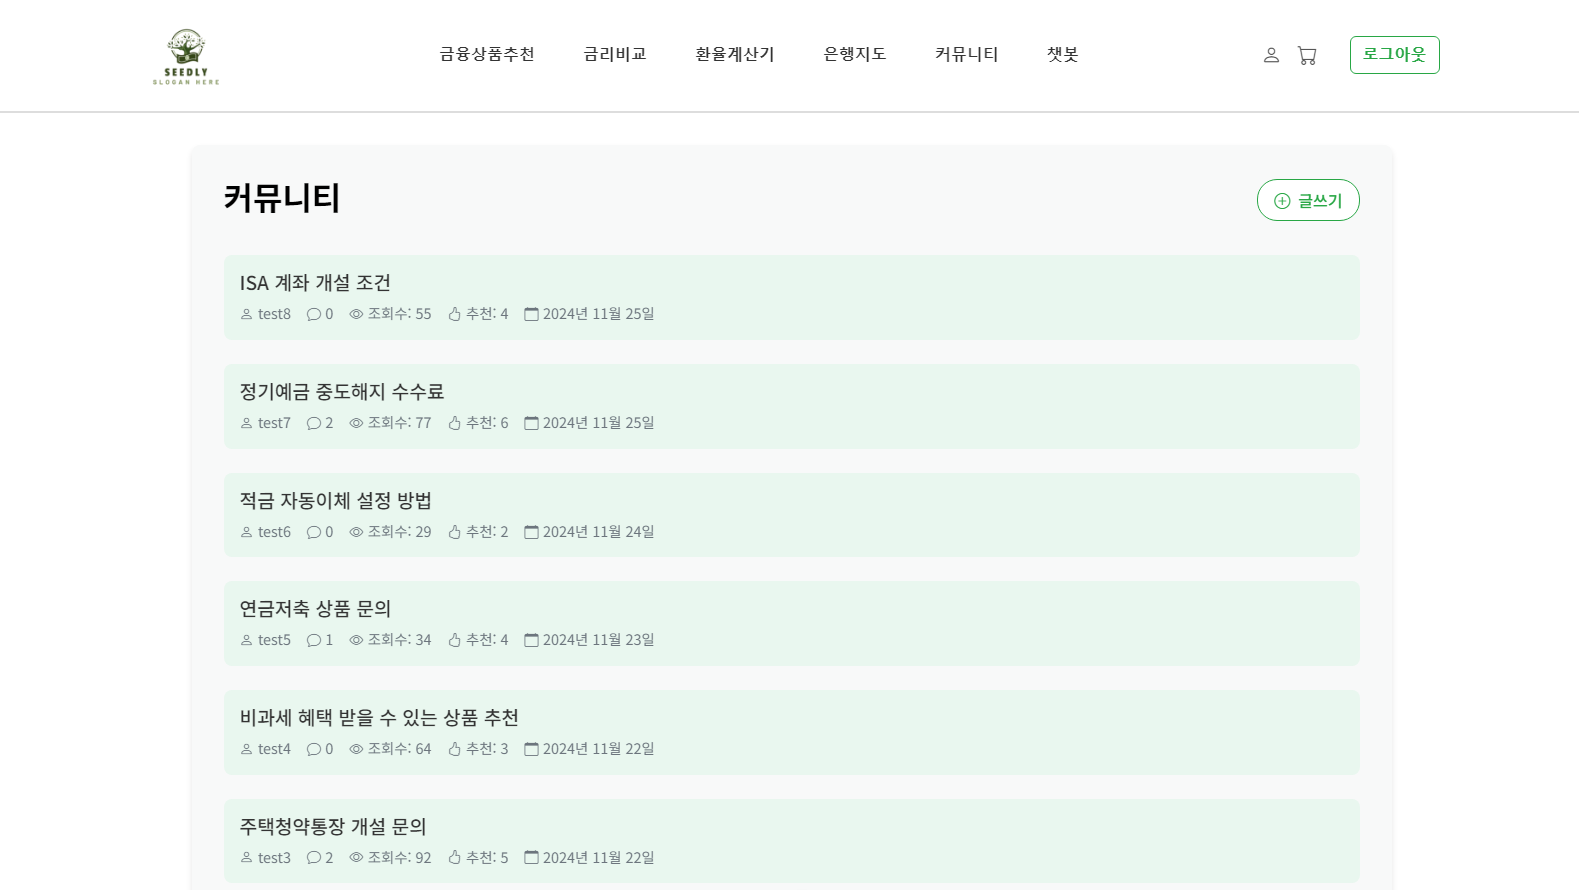 SEEDLY
SLOGAN HERE
금융상품추천 금리비교 환율계산기 은행지도 커뮤니티 챗봇 로그아웃
커뮤니티 글쓰기
ISA 계좌 개설 조건
test8 0 조회수: 55 추천: 4 2024년 11월 25일
정기예금 중도해지 수수료
test7 2 조회수: 77 추천: 6 2024년 11월 25일
적금 자동이체 설정 방법
test6 0 조회수: 29 추천: 2 2024년 11월 24일
연금저축 상품 문의
test5 1 조회수: 34 추천: 4 2024년 11월 23일
비과세 혜택 받을 수 있는 상품 추천
test4 0 조회수: 64 추천: 3 2024년 11월 22일
주택청약통장 개설 문의
test3 2 조회수: 92 추천: 5 2024년 11월 22일